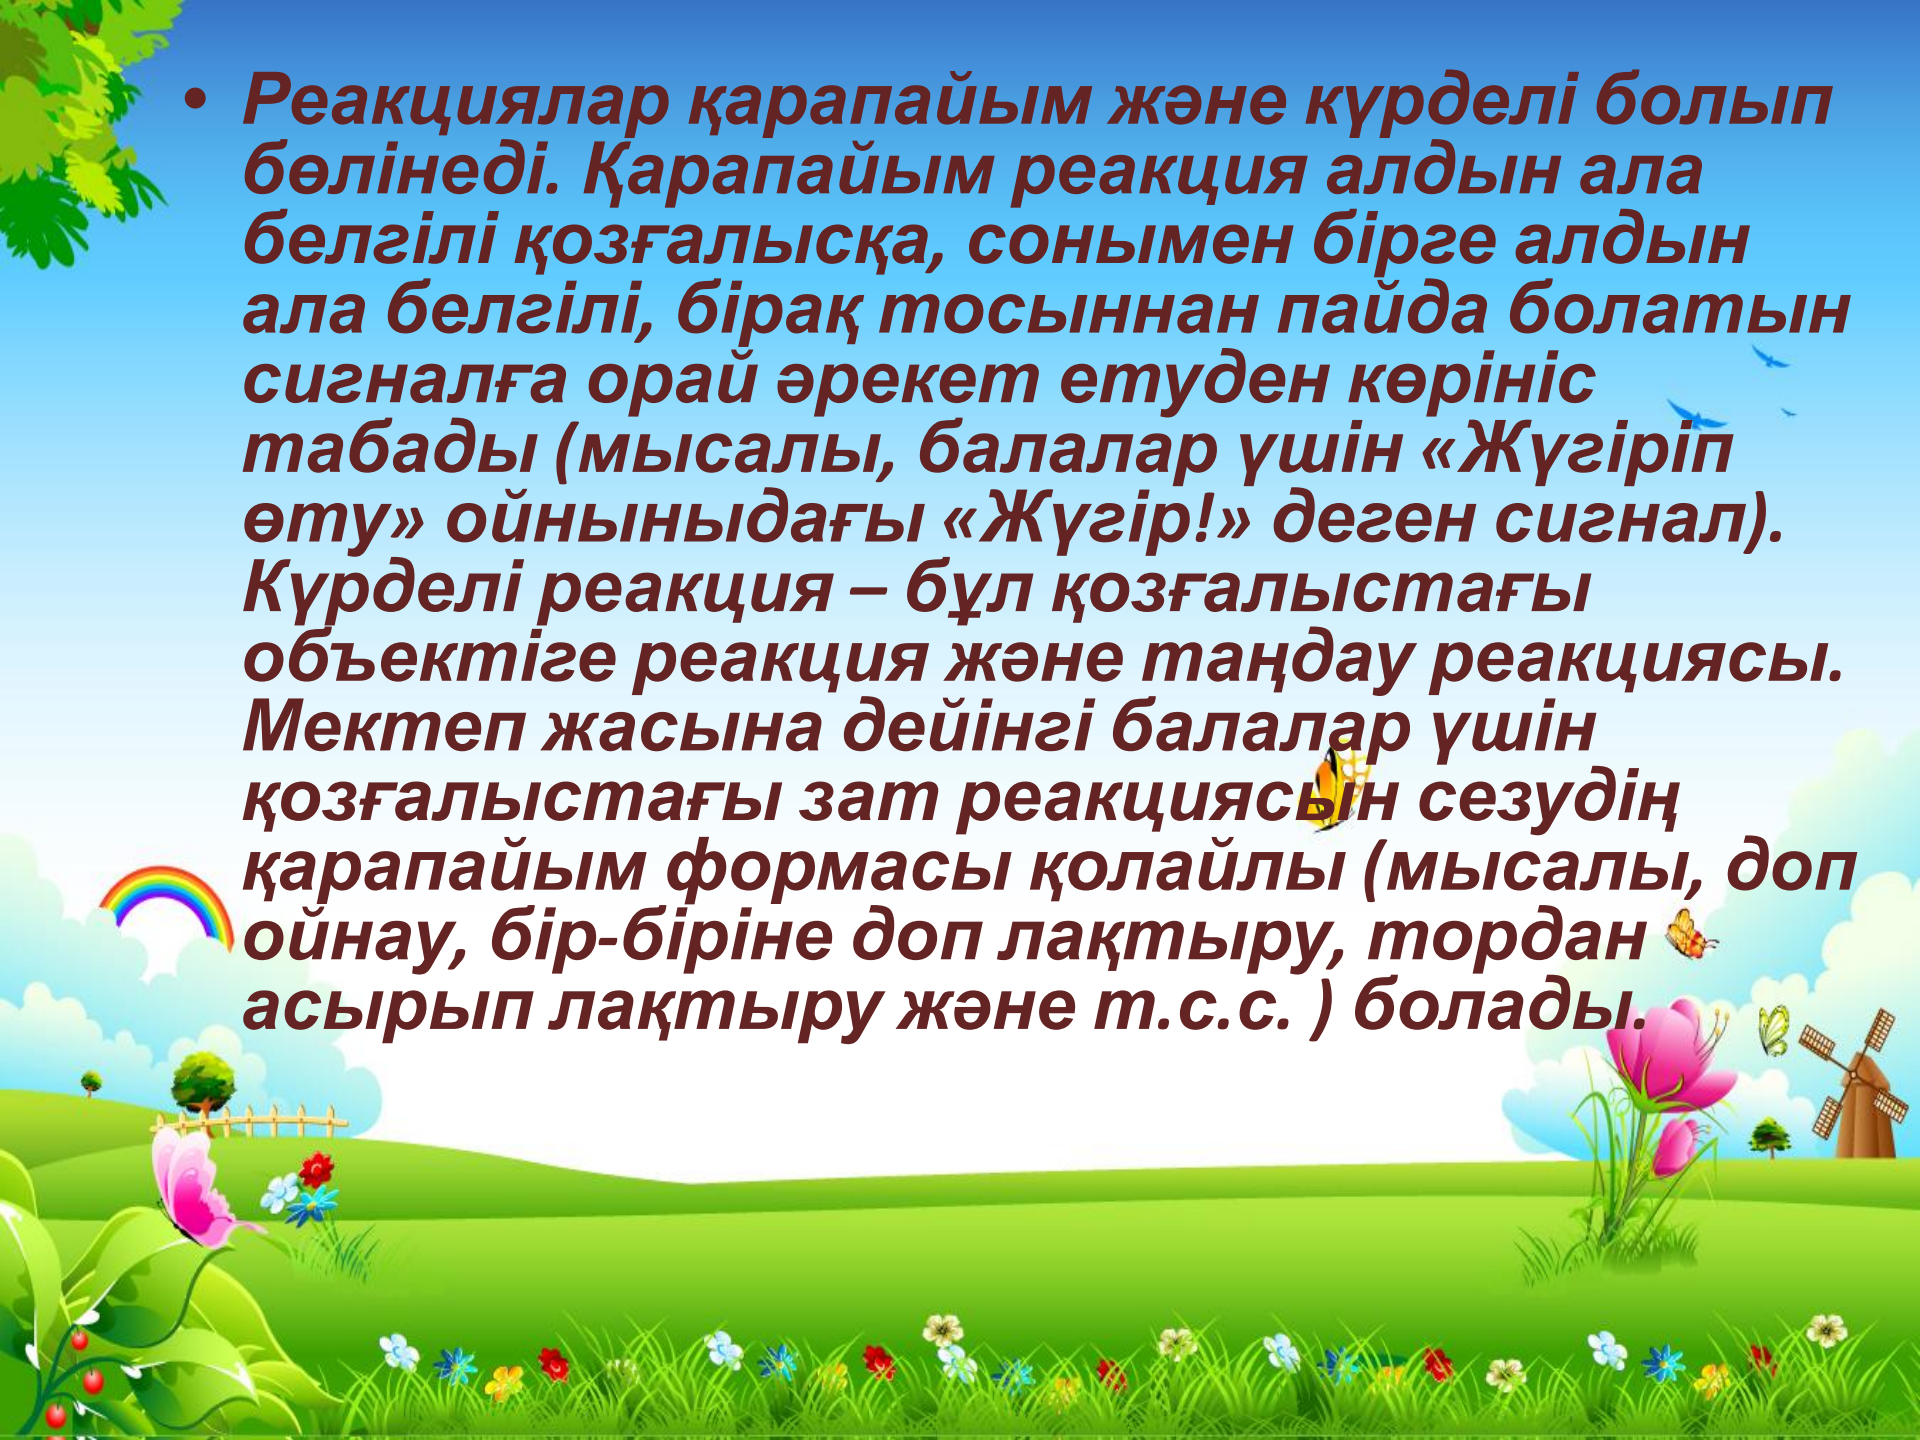 • Реакциялар қарапайым және күрделі болып
бөлінеді. Қарапайым реакция алдын ала
белгілі қозғалысқа, сонымен бірге алдын
ала белгілі, бірақ тосыннан пайда болатын
сигналға орай әрекет етуден көрініс
табады (мысалы, балалар үшін «Жүгіріп
өту» ойныныдағы «Жүгір!» деген сигнал).
Күрделі реакция – бұл қозғалыстағы
объектіге реакция және таңдау реакциясы.
Мектеп жасына дейінгі балалар үшін
қозғалыстағы зат реакциясын сезудің
қарапайым формасы қолайлы (мысалы, доп
ойнау, бір-біріне доп лақтыру, тордан
асырып лақтыру және т.с.с. ) болады.